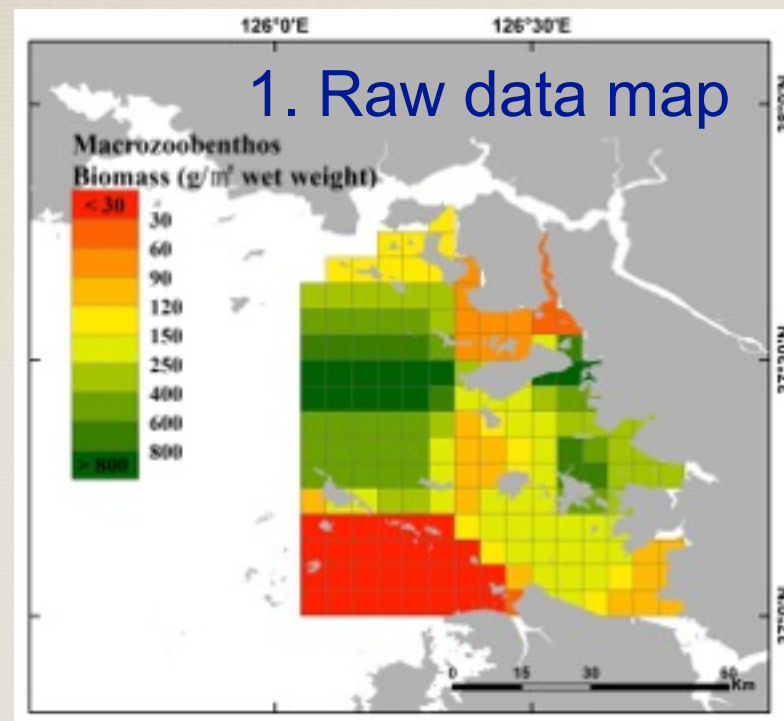 126°0'E 126°30'E
1. Raw data map
Macrozoobenthos
Biomass (g/㎡ wet weight)
< 30
30
60
90
120
150
250
400
600
800
> 800
0 15 30 60
Km